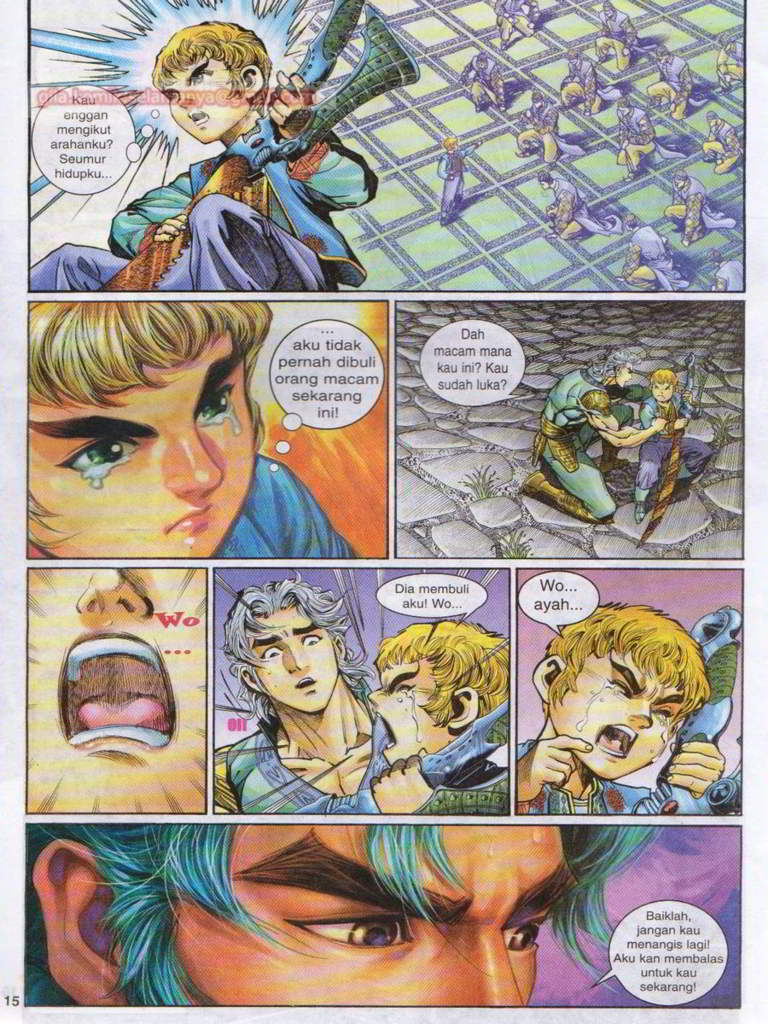 Kau
enggan
mengikut
arahanku?
Seumur
hidupku...
...
aku tidak
pernah dibuli
orang macam
sekarang
ini!
Dah
macam mana
kau ini? Kau
sudah luka?
Wo
...
Dia membuli
aku! Wo...
Oii
Wo...
ayah...
Baiklah,
jangan kau
menangis lagi!
Aku kan membalas
untuk kau
sekarang!
15